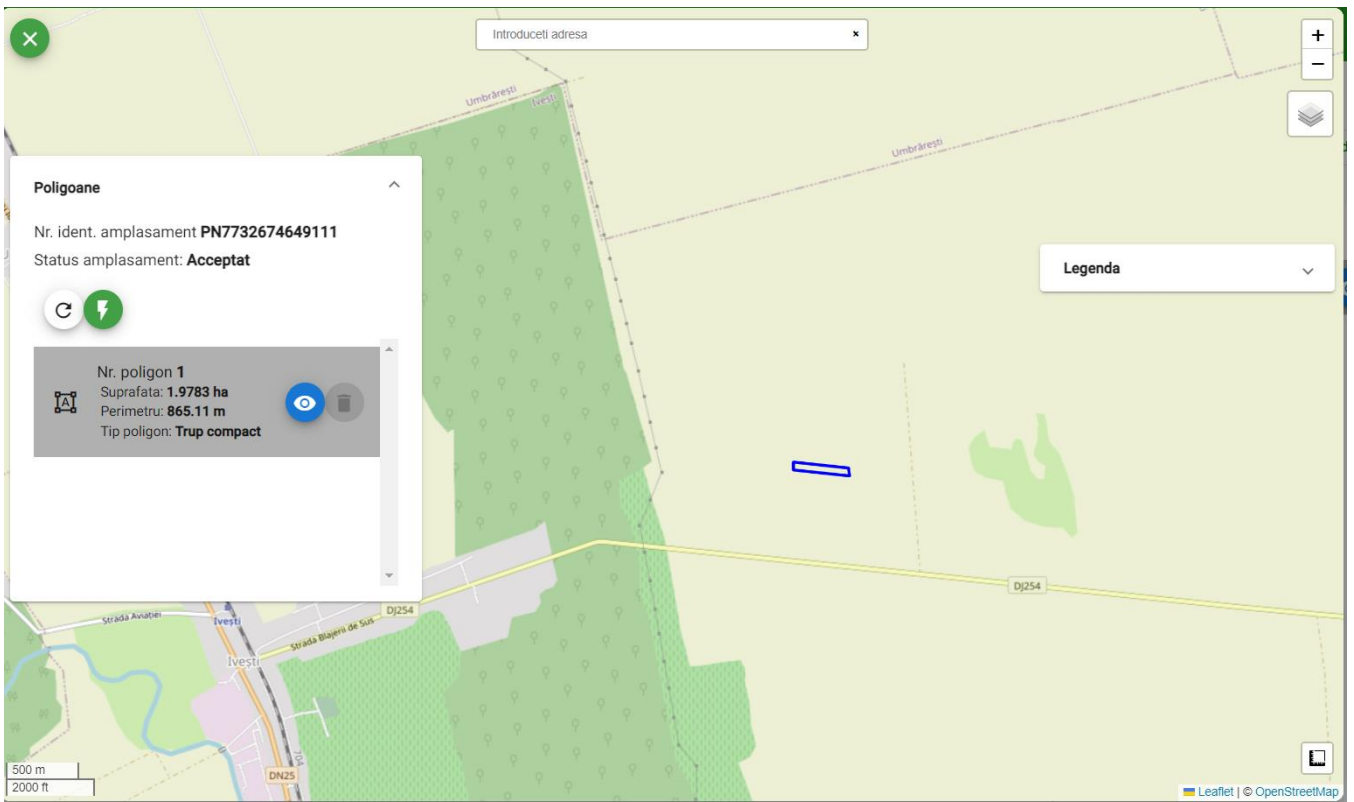 Introduceti adresa
×
+
−
Umbrărești
Ivești
Umbrărești
Poligoane
Nr. ident. amplasament PN7732674649111
Status amplasament: Acceptat
Legenda
Nr. poligon 1
Suprafata: 1.9783 ha
Perimetru: 865.11 m
Tip poligon: Trup compact
A
DJ254
DJ254
Strada Aviației
Ivești
Strada Blajerii de Sus
Ivești
704
500 m
2000 ft
DN25
Leaflet | © OpenStreetMap